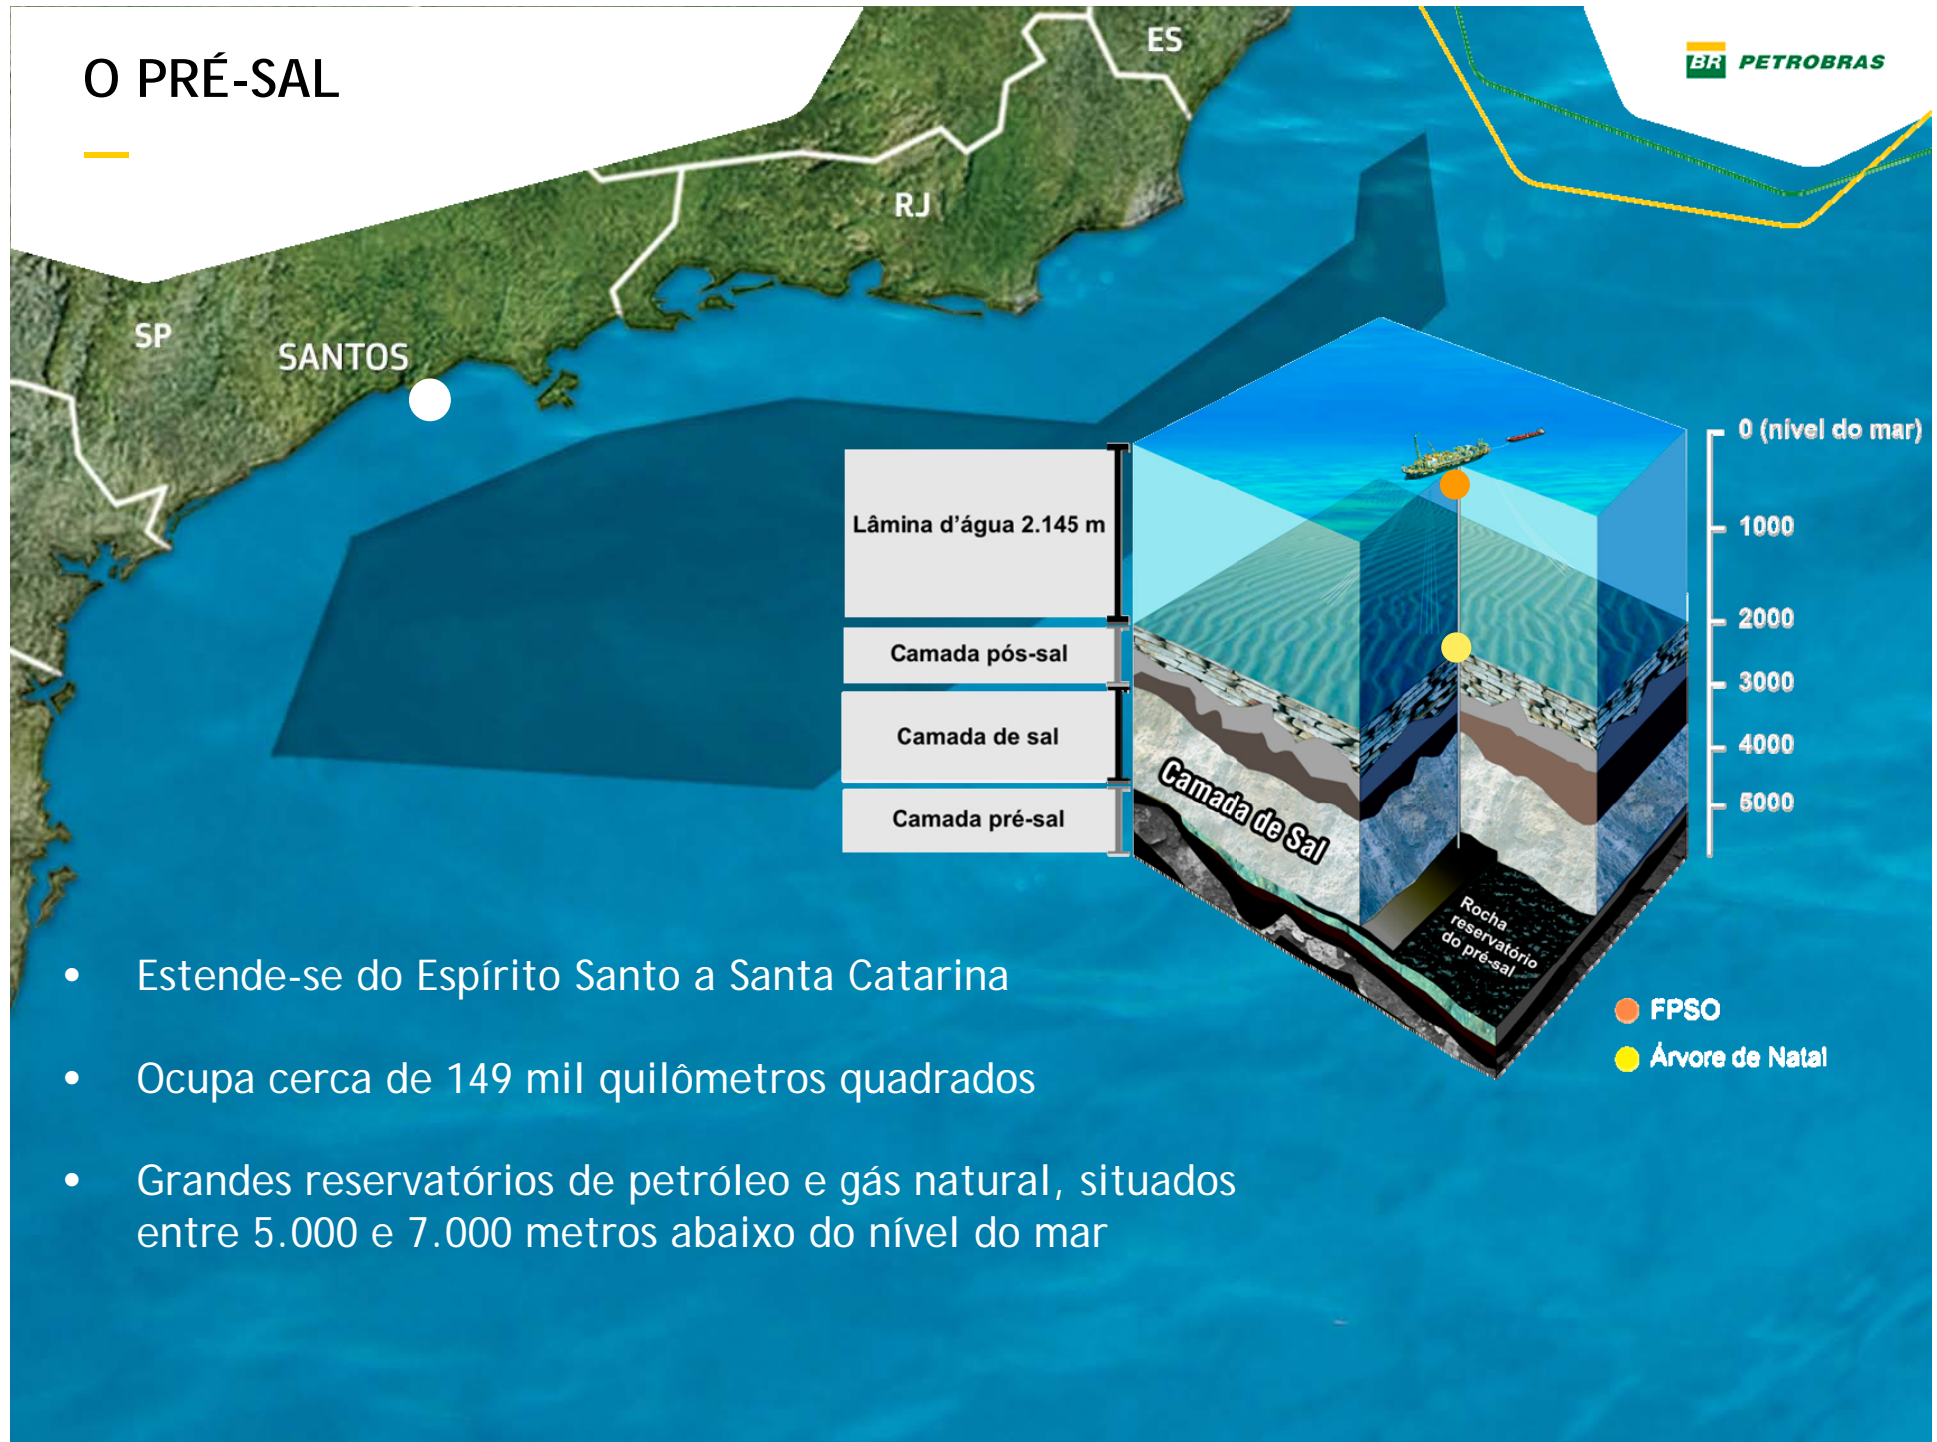 O PRÉ-SAL
BR PETROBRAS
ES
RJ
SP
SANTOS
0 (nível do mar)
Lâmina d'água 2.145 m
1000
2000
Camada pós-sal
3000
Camada de sal
4000
Camada de Sal
5000
Camada pré-sal
Rocha
reservatório
do pré-sal
FPSO
Árvore de Natal
• Estende-se do Espírito Santo a Santa Catarina
• Ocupa cerca de 149 mil quilômetros quadrados
• Grandes reservatórios de petróleo e gás natural, situados
entre 5.000 e 7.000 metros abaixo do nível do mar